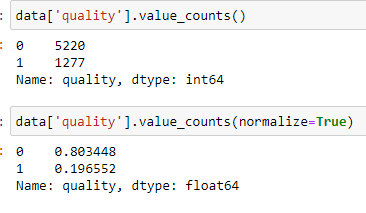 : data['quality'].value_counts()
: 0    5220
1    1277
Name: quality, dtype: int64
: data['quality'].value_counts(normalize=True)
: 0    0.803448
1    0.196552
Name: quality, dtype: float64